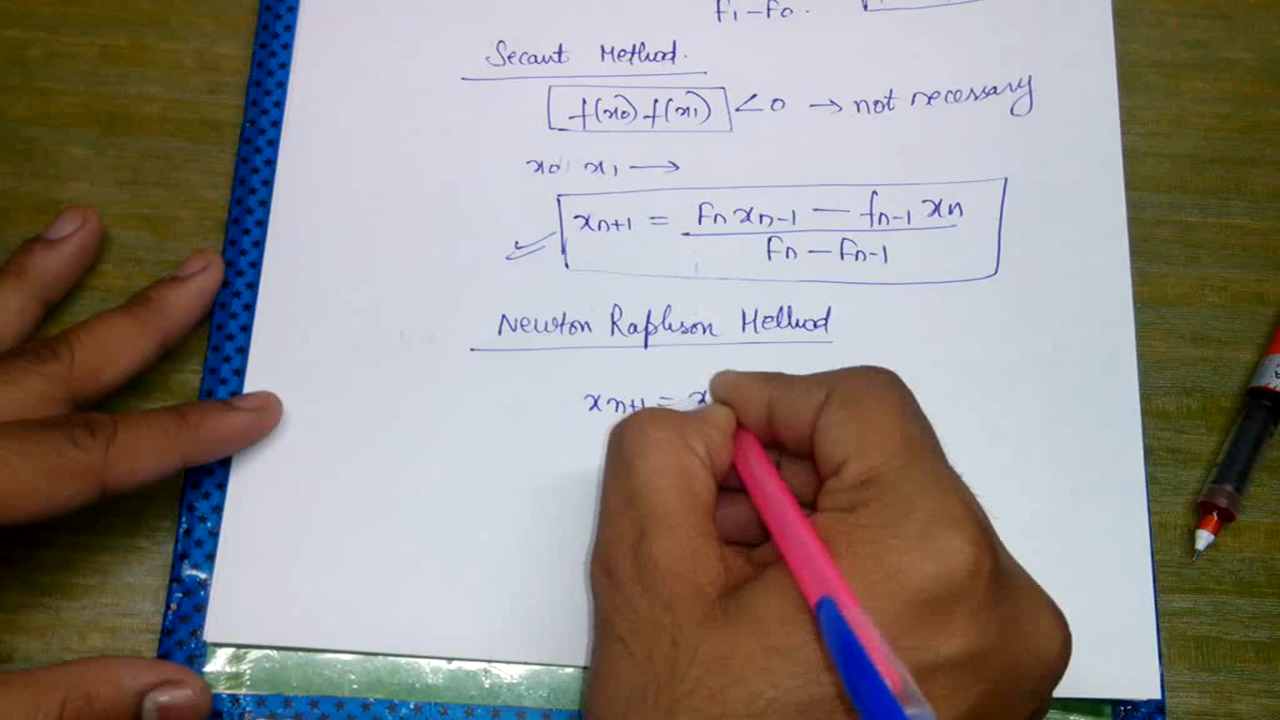 f₁-f₀.
Secant Method.
f(x₀) f(x₁) <0 → not necessary
x₀ x₁ →
xₙ₊₁ = fₙ xₙ₋₁ - fₙ₋₁ xₙ / fₙ - fₙ₋₁
Newton Raphson Method
xₙ₊₁ = x